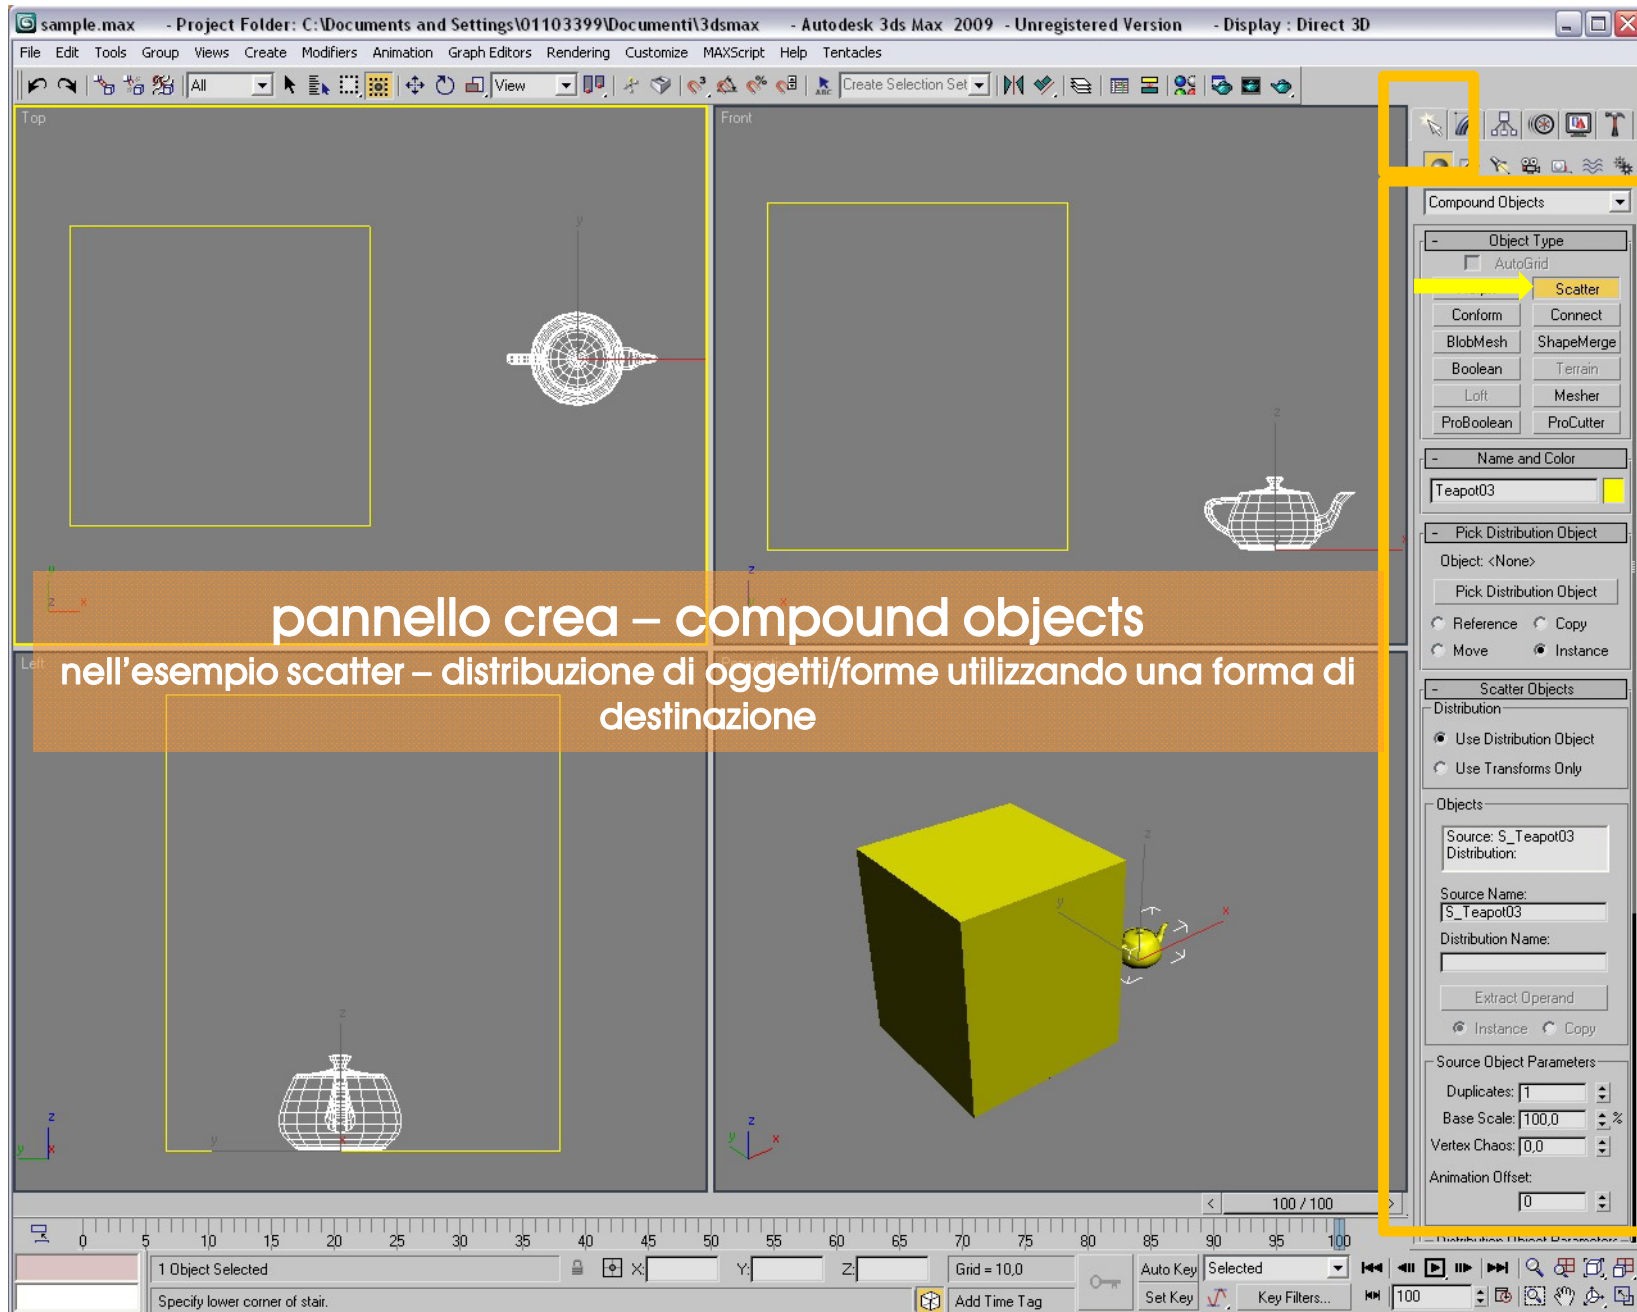 sample.max - Project Folder: C:\Documents and Settings\01103399\Documenti\3dsmax - Autodesk 3ds Max 2009 - Unregistered Version - Display : Direct 3D
File Edit Tools Group Views Create Modifiers Animation Graph Editors Rendering Customize MAXScript Help Tentacles
All View Create Selection Set
Top
Front
y
z
x
y
z x
z
x
Compound Objects
- Object Type
AutoGrid
Scatter
Conform Connect
BlobMesh ShapeMerge
Boolean Terrain
Loft Mesher
ProBoolean ProCutter
- Name and Color
Teapot03
- Pick Distribution Object
Object: <None>
Pick Distribution Object
Reference Copy
Move Instance
- Scatter Objects
Distribution
Use Distribution Object
Use Transforms Only
Objects
Source: S_Teapot03
Distribution:
Source Name:
S_Teapot03
Distribution Name:
Extract Operand
Instance Copy
Source Object Parameters
Duplicates: 1
Base Scale: 100,0 %
Vertex Chaos: 0,0
Animation Offset:
0
Distribution Object Parameters
pannello crea – compound objects
nell'esempio scatter – distribuzione di oggetti/forme utilizzando una forma di
destinazione
Left
z
y x
z
y x
z
y x
z
y x
< 100 / 100 >
0 5 10 15 20 25 30 35 40 45 50 55 60 65 70 75 80 85 90 95 100
1 Object Selected X: Y: Z: Grid = 10,0 Auto Key Selected
Specify lower corner of stair. Add Time Tag Set Key Key Filters... 100